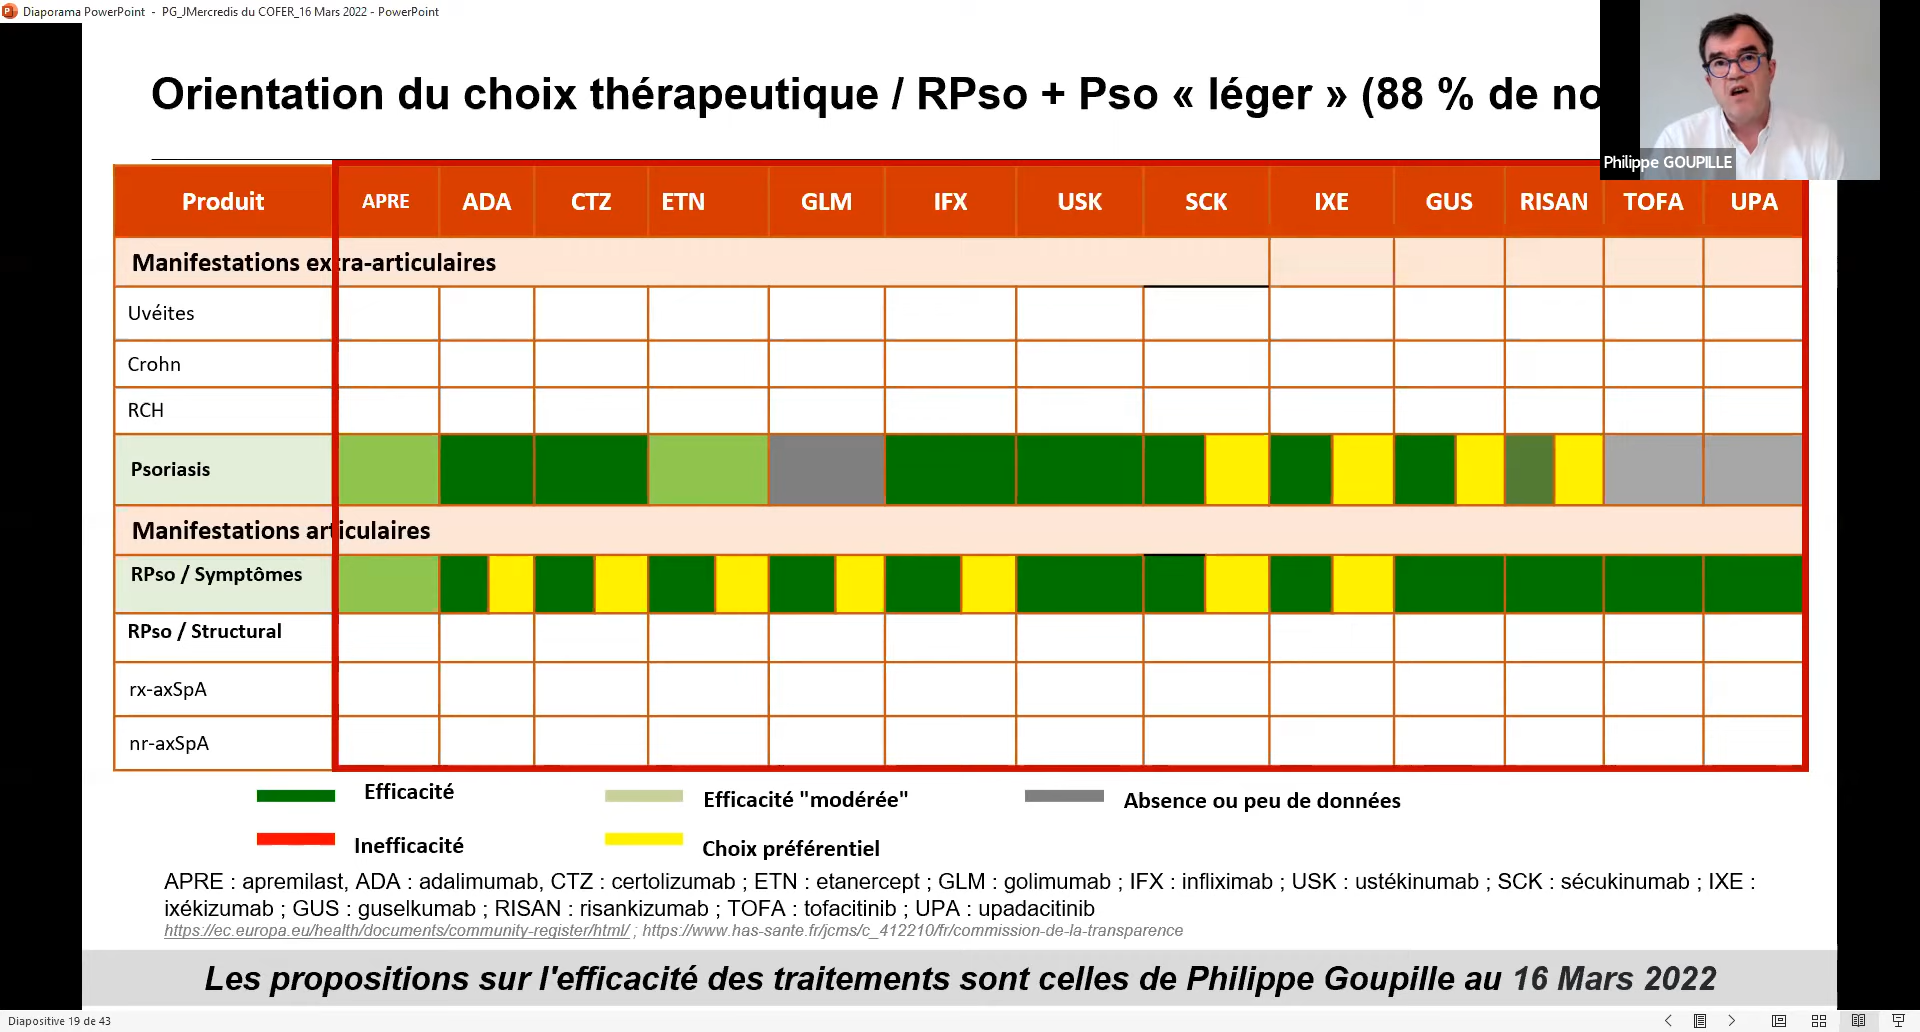 Diaporama PowerPoint - PG_JMercredis du COFER_16 Mars 2022 - PowerPoint
Orientation du choix thérapeutique / RPso + Pso « léger » (88 % de no
Philippe GOUPILLE
Produit APRE ADA CTZ ETN GLM IFX USK SCK IXE GUS RISAN TOFA UPA
Manifestations extra-articulaires
Uvéites
Crohn
RCH
Psoriasis
Manifestations articulaires
RPso / Symptômes
RPso / Structural
rx-axSpA
nr-axSpA
Efficacité Efficacité "modérée" Absence ou peu de données
Inefficacité Choix préférentiel
APRE : apremilast, ADA : adalimumab, CTZ : certolizumab ; ETN : etanercept ; GLM : golimumab ; IFX : infliximab ; USK : ustékinumab ; SCK : sécukinumab ; IXE :
ixékizumab ; GUS : guselkumab ; RISAN : risankizumab ; TOFA : tofacitinib ; UPA : upadacitinib
https://ec.europa.eu/health/documents/community-register/html/ ; https://www.has-sante.fr/jcms/c_412210/fr/commission-de-la-transparence
Les propositions sur l'efficacité des traitements sont celles de Philippe Goupille au 16 Mars 2022
Diapositive 19 de 43